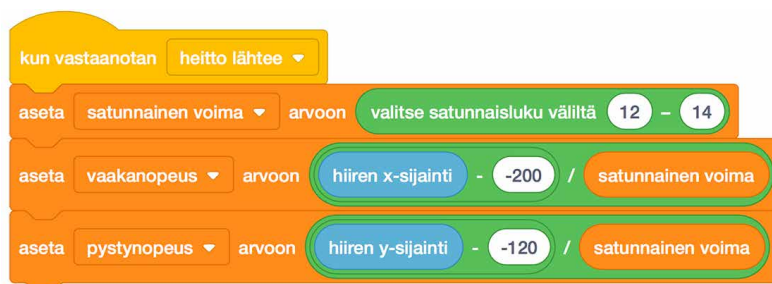 kun vastaanotan heitto lähtee
aseta satunnainen voima arvoon valitse satunnaisluku väliltä 12 – 14
aseta vaakanopeus arvoon hiiren x-sijainti - -200 / satunnainen voima
aseta pystynopeus arvoon hiiren y-sijainti - -120 / satunnainen voima